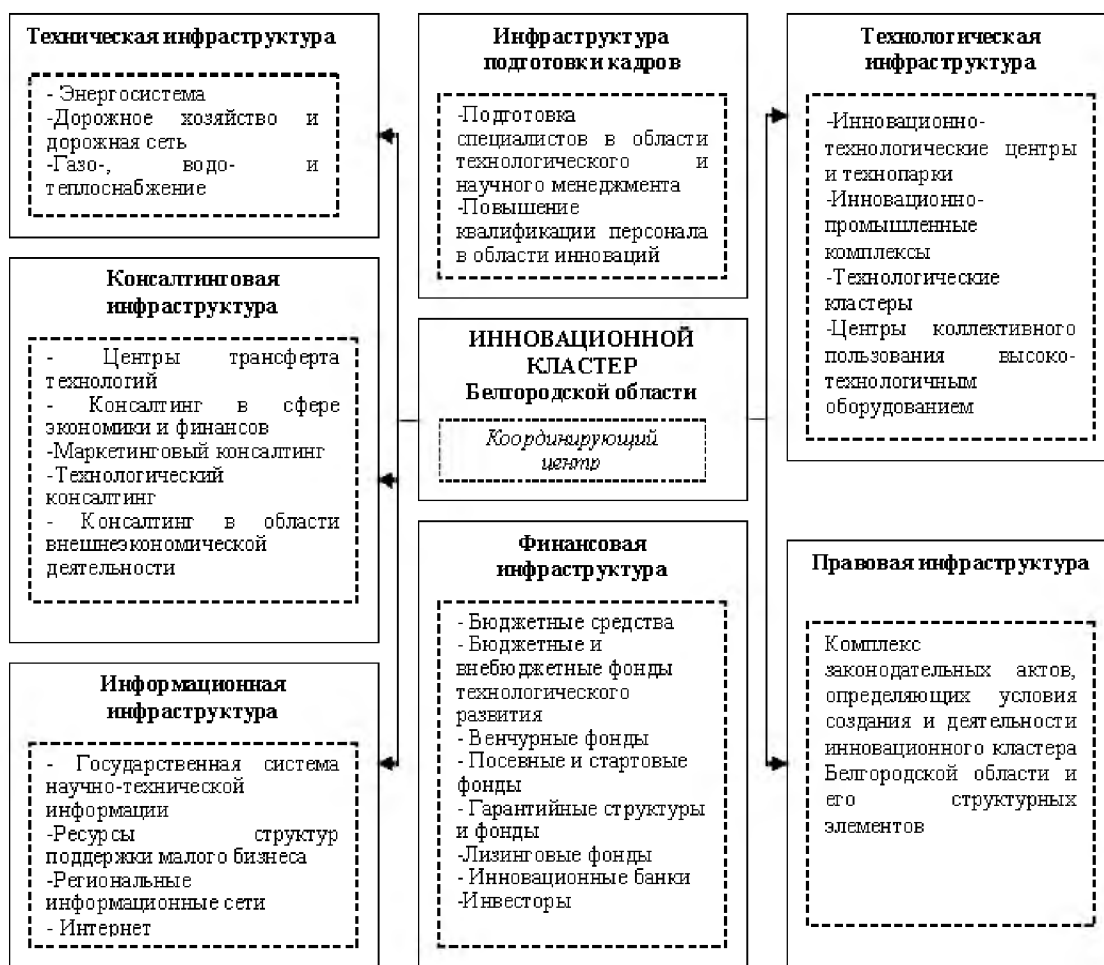 Техническая инфраструктура
- Энергосистема
-Дорожное хозяйство и
дорожная сеть
-Газо-, водо- и
теплоснабжение
Консалтинговая
инфраструктура
- Центры трансферта
технологий
- Консалтинг в сфере
экономики и финансов
-Маркетинговый консалтинг
-Технологический
консалтинг
- Консалтинг в области
внешнеэкономической
деятельности
Информационная
инфраструктура
- Государственная система
научно-технической
информации
-Ресурсы структур
поддержки малого бизнеса
-Региональные
информационные сети
- Интернет
Инфраструктура
подготовки кадров
-Подготовка
специалистов в области
технологического и
научного менеджмента
-Повышение
квалификации персонала
в области инноваций
ИННОВАЦИОННОЙ
КЛАСТЕР
Белгородской области
Координирующий
центр
Финансовая
инфраструктура
- Бюджетные средства
- Бюджетные и
внебюджетные фонды
технологического
развития
- Венчурные фонды
- Посевные и стартовые
фонды
- Гарантийные структуры
и фонды
-Лизинговые фонды
- Инновационные банки
-Инвесторы
Технологическая
инфраструктура
-Инновационно-
технологические центры
и технопарки
-Инновационно-
промышленные
комплексы
-Технологические
кластеры
-Центры коллективного
пользования высоко-
технологичным
оборудованием
Правовая инфраструктура
Комплекс
законодательных актов,
определяющих условия
создания и деятельности
инновационного кластера
Белгородской области и
его структурных
элементов